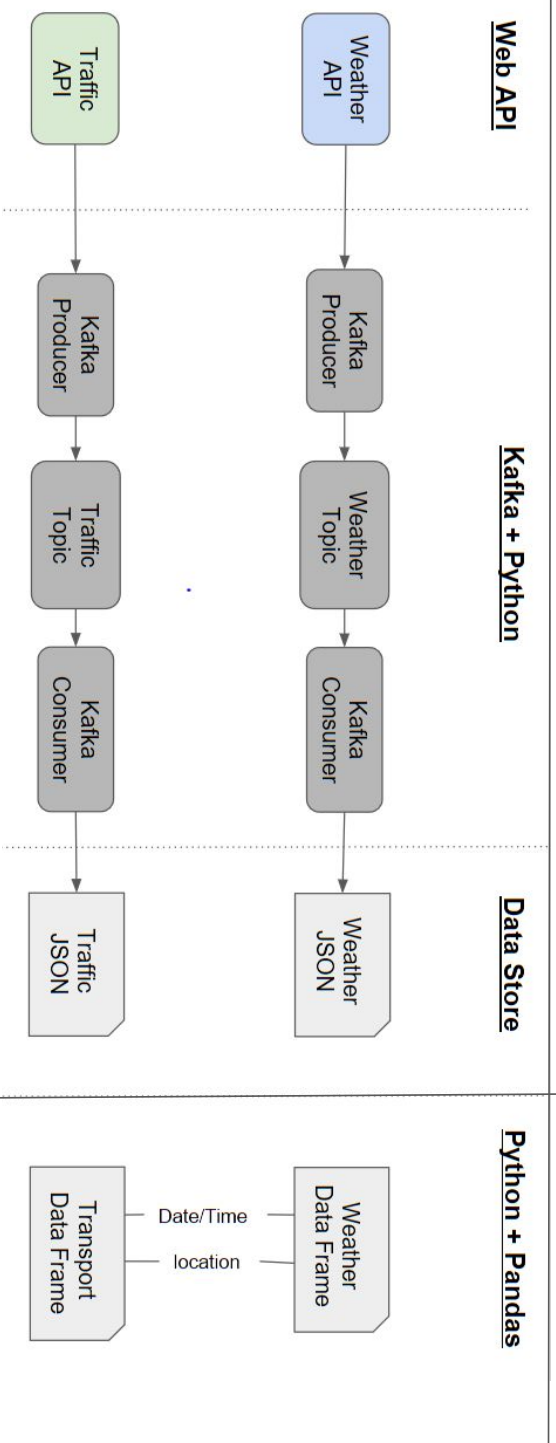 Web API
Kafka + Python
Data Store
Python + Pandas
Weather
API
Kafka
Producer
Weather
Topic
Kafka
Consumer
Weather
JSON
Weather
Data Frame
Date/Time
location
Traffic
API
Kafka
Producer
Traffic
Topic
Kafka
Consumer
Traffic
JSON
Transport
Data Frame